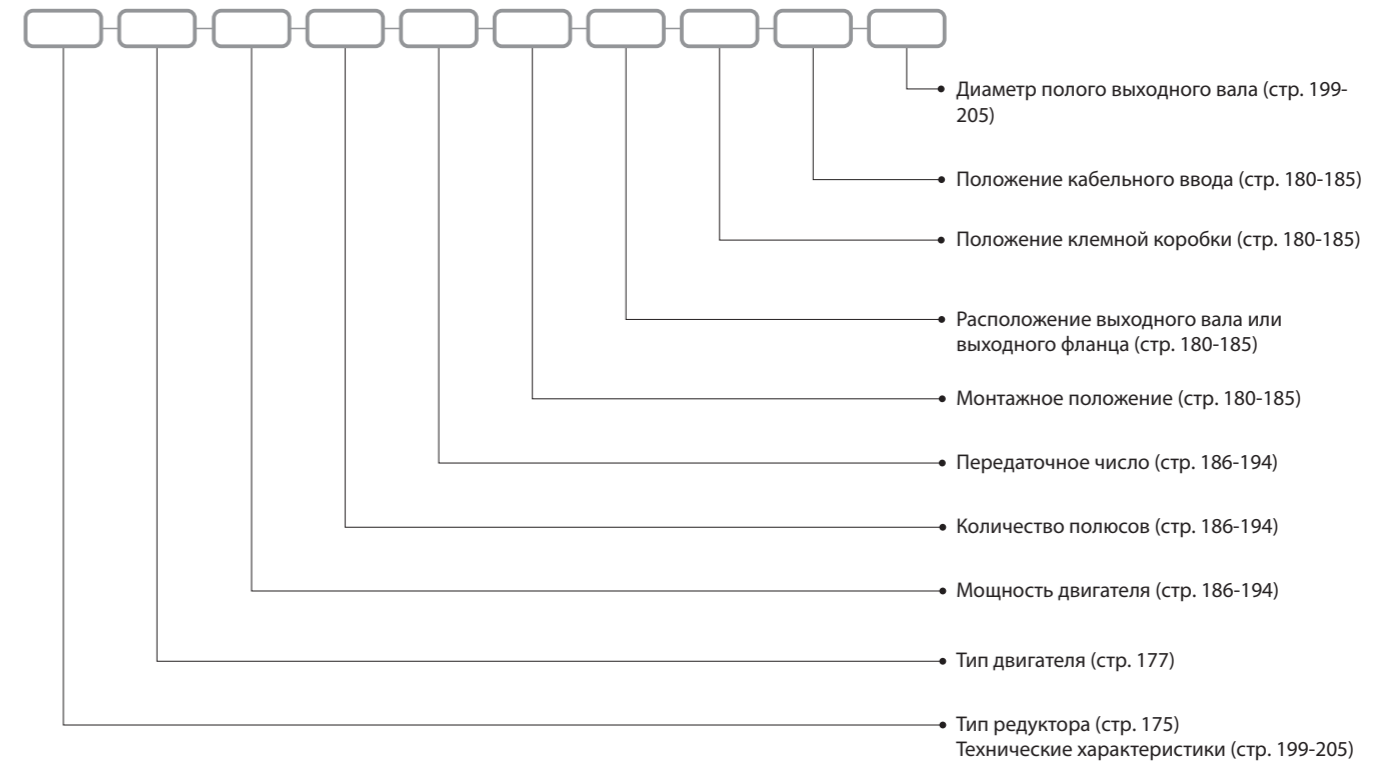 Диаметр полого выходного вала (стр. 199-
205)
Положение кабельного ввода (стр. 180-185)
Положение клемной коробки (стр. 180-185)
Расположение выходного вала или
выходного фланца (стр. 180-185)
Монтажное положение (стр. 180-185)
Передаточное число (стр. 186-194)
Количество полюсов (стр. 186-194)
Мощность двигателя (стр. 186-194)
Тип двигателя (стр. 177)
Тип редуктора (стр. 175)
Технические характеристики (стр. 199-205)